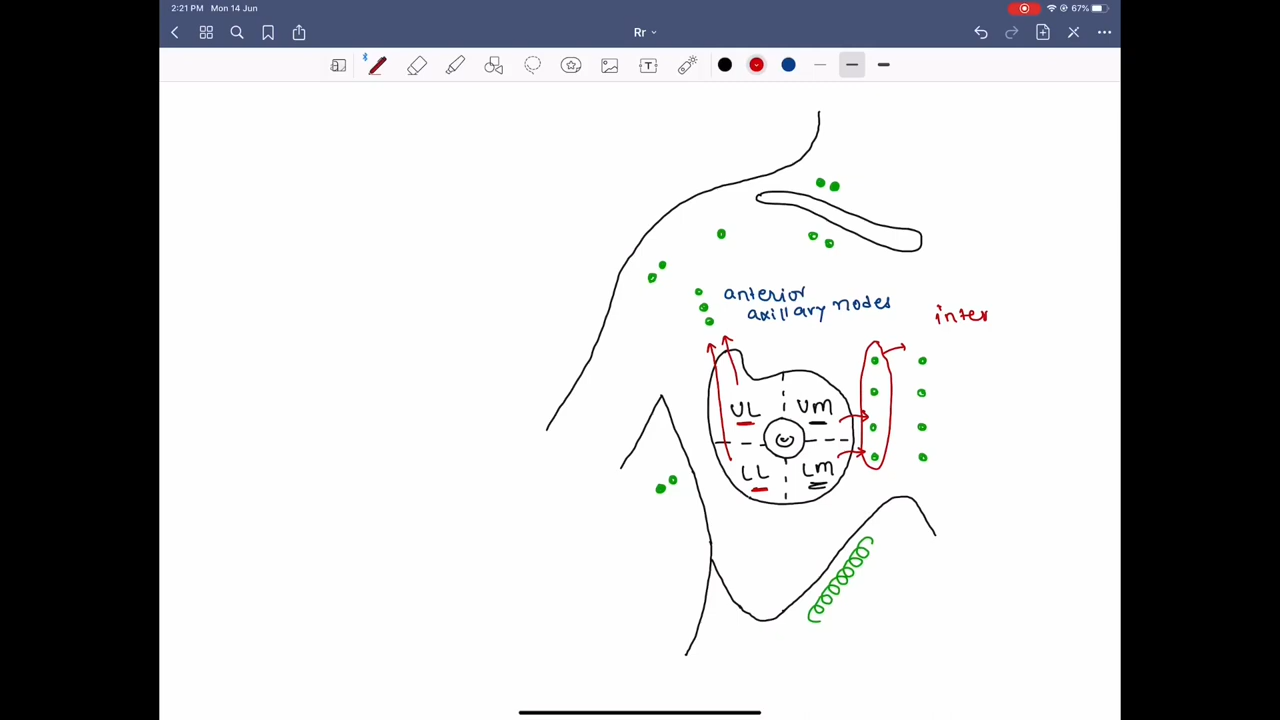 2:21 PM Mon 14 Jun
67%
Rr
T
anterior
axillary nodes
inter
UL UM
LL LM